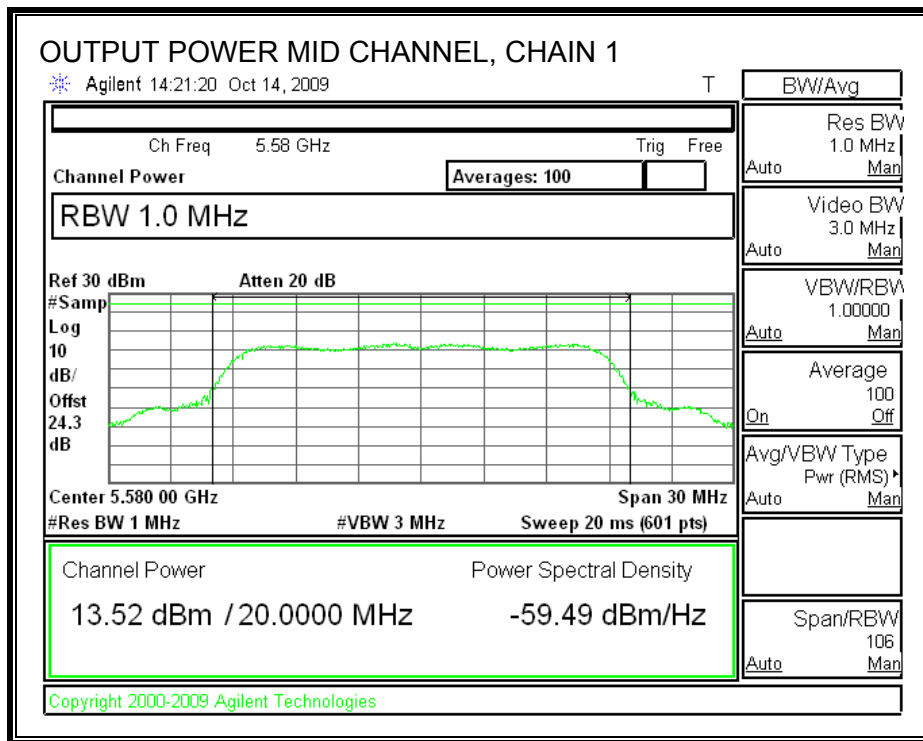 OUTPUT POWER MID CHANNEL, CHAIN 1
Agilent 14:21:20 Oct 14, 2009 T
BW/Avg
Ch Freq 5.58 GHz Trig Free
Channel Power Averages: 100
RBW 1.0 MHz
Ref 30 dBm Atten 20 dB
#Samp
Log
10
dB/
Offst
24.3
dB
Center 5.580 00 GHz Span 30 MHz
#Res BW 1 MHz #VBW 3 MHz Sweep 20 ms (601 pts)
Channel Power Power Spectral Density
13.52 dBm / 20.0000 MHz -59.49 dBm/Hz
Copyright 2000-2009 Agilent Technologies
Res BW
1.0 MHz
Auto Man
Video BW
3.0 MHz
Auto Man
VBW/RBW
1.00000
Auto Man
Average
100
On Off
Avg/VBW Type
Pwr (RMS)
Auto Man
Span/RBW
106
Auto Man